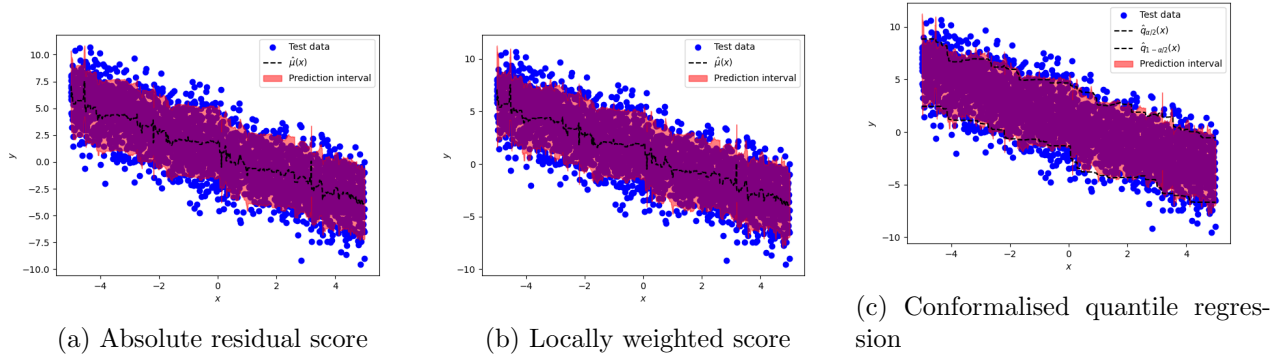 Test data
μ̂(x)
Prediction interval
10.0
7.5
5.0
2.5
0.0
−2.5
−5.0
−7.5
−10.0
y
−4
−2
0
2
4
x
(a) Absolute residual score
Test data
μ̂(x)
Prediction interval
10
5
0
−5
−10
y
−4
−2
0
2
4
x
(b) Locally weighted score
Test data
q̂α/2(x)
q̂1 − α/2(x)
Prediction interval
10
5
0
−5
−10
y
−4
−2
0
2
4
x
(c) Conformalised quantile regres-
sion